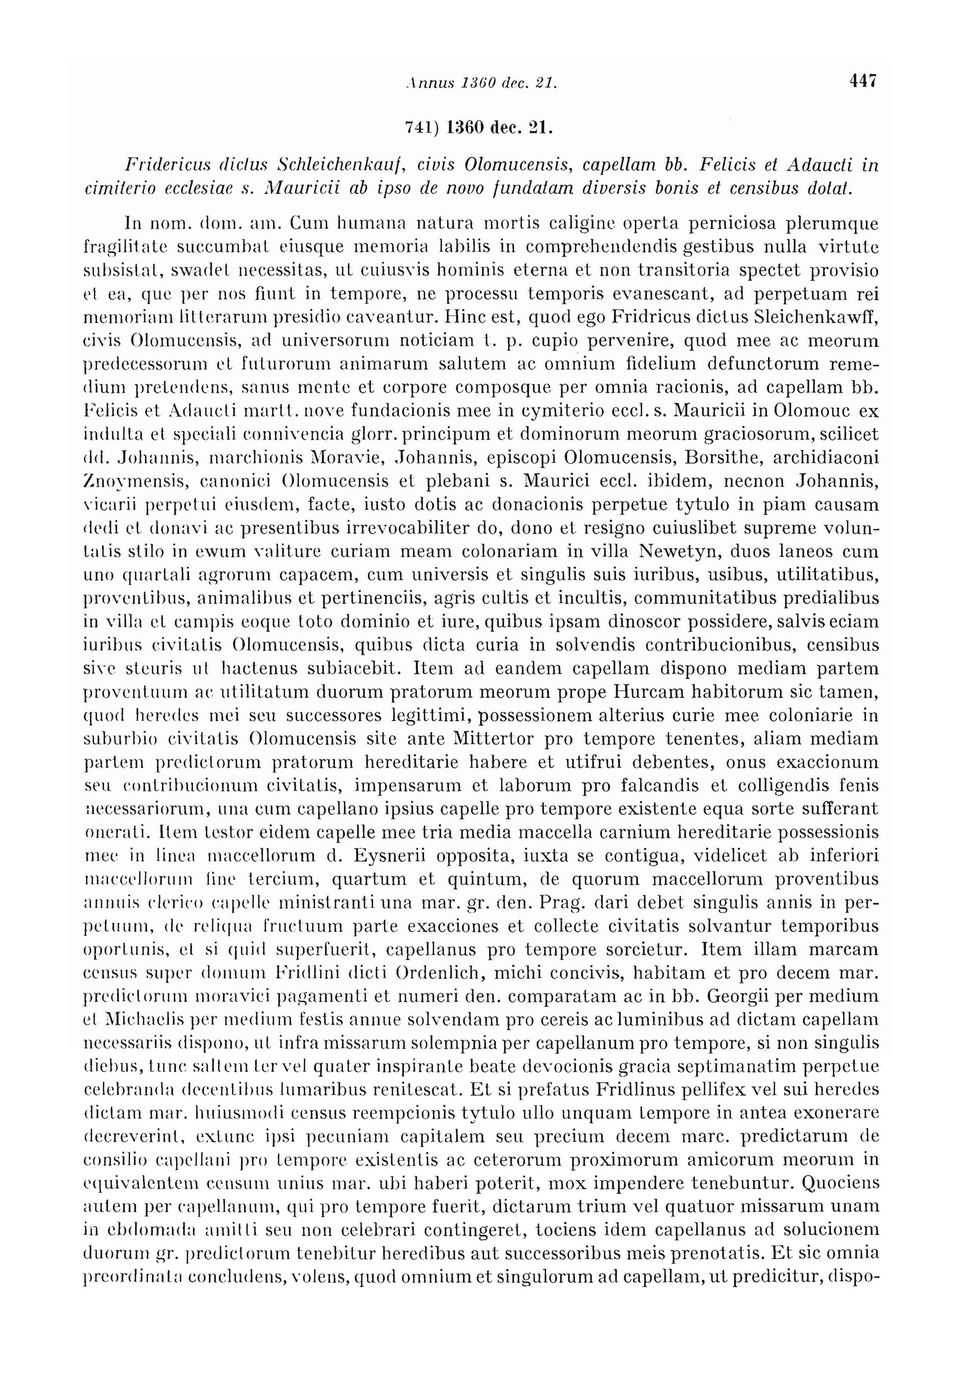 Annus 1360 dec. 21. 447
741) 1360 dec. 21.
Fridericus dictus Schleichenkauf, civis Olomucensis, capellam bb. Felicis et Adaucti in
cimiterio ecclesiae s. Mauricii ab ipso de novo fundatam diversis bonis et censibus dotat.
In nom. dom. am. Cum humana natura mortis caligine operta perniciosa plerumque
fragilitate succumbat eiusque memoria labilis in comprehendendis gestibus nulla virtute
subsistat, swadet necessitas, ut cuiusvis hominis eterna et non transitoria spectet provisio
et ea, que per nos fiunt in tempore, ne processu temporis evanescant, ad perpetuam rei
memoriam litterarum presidio caveantur. Hinc est, quod ego Fridricus dictus Sleichenkawff,
civis Olomucensis, ad universorum noticiam t. p. cupio pervenire, quod mee ac meorum
predecessorum et futurorum animarum salutem ac omnium fidelium defunctorum reme-
dium pretendens, sanus mente et corpore composque per omnia racionis, ad capellam bb.
Felicis et Adaucti martt. nove fundacionis mee in cymiterio eccl. s. Mauricii in Olomouc ex
indulta et speciali connivencia glorr. principum et dominorum meorum graciosorum, scilicet
dd. Johannis, marchionis Moravie, Johannis, episcopi Olomucensis, Borsithe, archidiaconi
Znoymensis, canonici Olomucensis et plebani s. Maurici eccl. ibidem, necnon Johannis,
vicarii perpetui eiusdem, facte, iusto dotis ac donacionis perpetue tytulo in piam causam
dedi et donavi ac presentibus irrevocabiliter do, dono et resigno cuiuslibet supreme volun-
tatis stilo in ewum valiture curiam meam colonariam in villa Newetyn, duos laneos cum
uno quartali agrorum capacem, cum universis et singulis suis iuribus, usibus, utilitatibus,
proventibus, animalibus et pertinenciis, agris cultis et incultis, communitatibus predialibus
in villa et campis eoque toto dominio et iure, quibus ipsam dinoscor possidere, salvis eciam
iuribus civitatis Olomucensis, quibus dicta curia in solvendis contribucionibus, censibus
sive steuris ut hactenus subiacebit. Item ad eandem capellam dispono mediam partem
proventuum ac utilitatum duorum pratorum meorum prope Hurcam habitorum sic tamen,
quod heredes mei seu successores legittimi, possessionem alterius curie mee coloniarie in
suburbio civitatis Olomucensis site ante Mittertor pro tempore tenentes, aliam mediam
partem predictorum pratorum hereditarie habere et utifrui debentes, onus exaccionum
seu contribucionum civitatis, impensarum et laborum pro falcandis et colligendis fenis
necessariorum, una cum capellano ipsius capelle pro tempore existente equa sorte sufferant
onerati. Item testor eidem capelle mee tria media maccella carnium hereditarie possessionis
mee in linea maccellorum d. Eysnerii opposita, iuxta se contigua, videlicet ab inferiori
maccellorum fine tercium, quartum et quintum, de quorum maccellorum proventibus
annuis clerico capelle ministranti una mar. gr. den. Prag. dari debet singulis annis in per-
petuum, de reliqua fructuum parte exacciones et collecte civitatis solvantur temporibus
oportunis, et si quid superfuerit, capellanus pro tempore sorcietur. Item illam marcam
census super domum Fridlini dicti Ordenlich, michi concivis, habitam et pro decem mar.
predictorum moravici pagamenti et numeri den. comparatam ac in bb. Georgii per medium
et Michaelis per medium festis annue solvendam pro cereis ac luminibus ad dictam capellam
necessariis dispono, ut infra missarum solempnia per capellanum pro tempore, si non singulis
diebus, tunc saltem ter vel quater inspirante beate devocionis gracia septimanatim perpetue
celebranda decentibus lumaribus renitescat. Et si prefatus Fridlinus pellifex vel sui heredes
dictam mar. huiusmodi census reempcionis tytulo ullo unquam tempore in antea exonerare
decreverint, extunc ipsi pecuniam capitalem seu precium decem marc. predictarum de
consilio capellani pro tempore existentis ac ceterorum proximorum amicorum meorum in
equivalentem censum unius mar. ubi haberi poterit, mox impendere tenebuntur. Quociens
autem per capellanum, qui pro tempore fuerit, dictarum trium vel quatuor missarum unam
in ebdomada amitti seu non celebrari contingeret, tociens idem capellanus ad solucionem
duorum gr. predictorum tenebitur heredibus aut successoribus meis prenotatis. Et sic omnia
preordinata concludens, volens, quod omnium et singulorum ad capellam, ut predicitur, dispo-